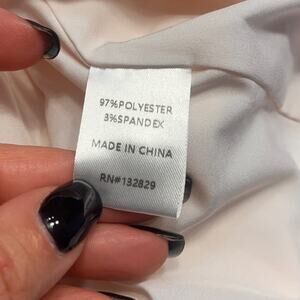 97%POLYESTER
3%SPANDEX
MADE IN CHINA
RN#132829